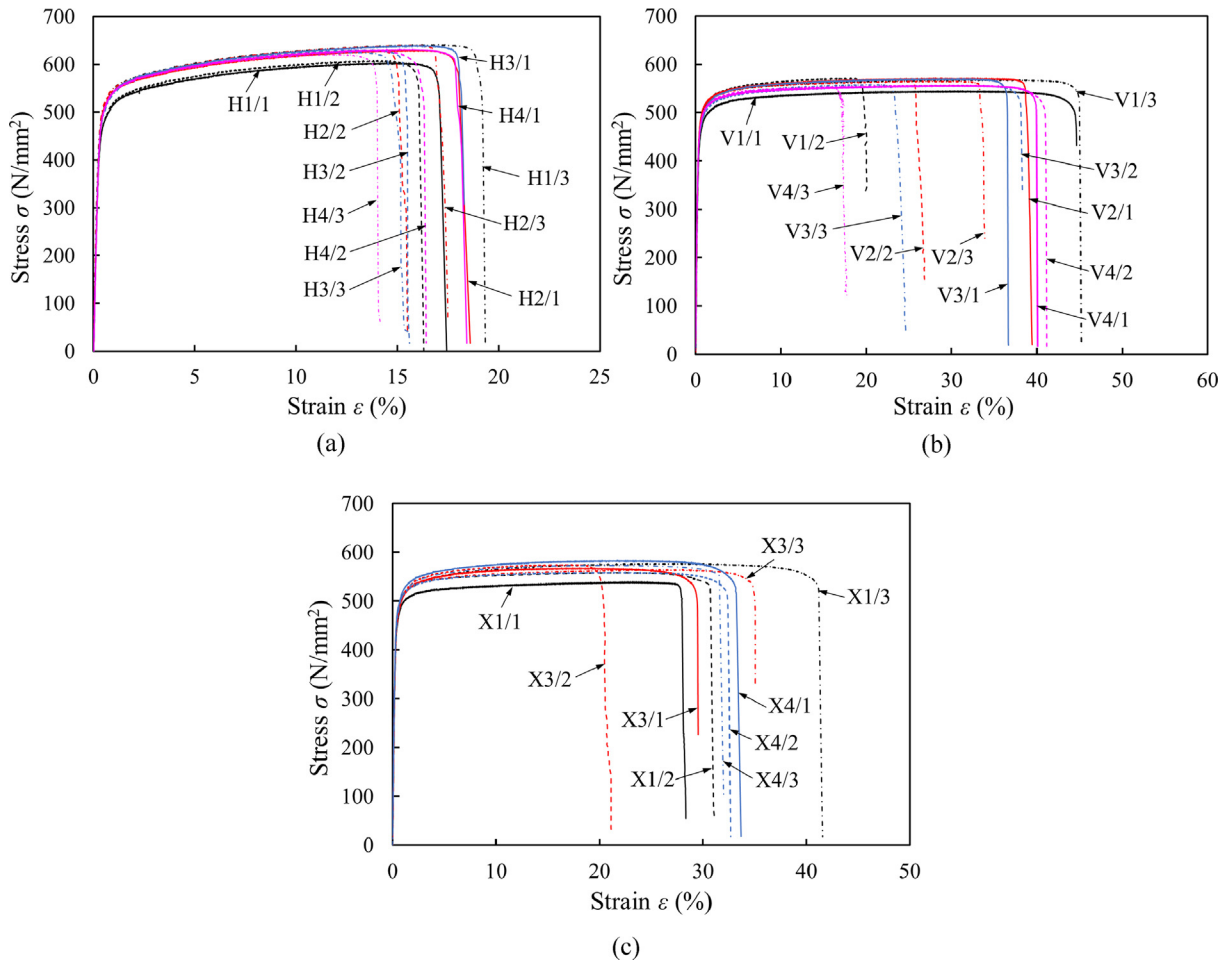 700
600
500
400
300
200
100
0
Stress σ (N/mm²)
0 5 10 15 20 25
Strain ε (%)
H1/1
H1/2
H2/2
H3/2
H4/3
H4/2
H3/3
H3/1
H4/1
H1/3
H2/3
H2/1
(a)
700
600
500
400
300
200
100
0
Stress σ (N/mm²)
0 10 20 30 40 50 60
Strain ε (%)
V1/1
V1/2
V4/3
V3/3
V2/2
V2/3
V3/1
V1/3
V3/2
V2/1
V4/2
V4/1
(b)
700
600
500
400
300
200
100
0
Stress σ (N/mm²)
0 10 20 30 40 50
Strain ε (%)
X1/1
X3/2
X3/1
X1/2
X3/3
X1/3
X4/1
X4/2
X4/3
(c)